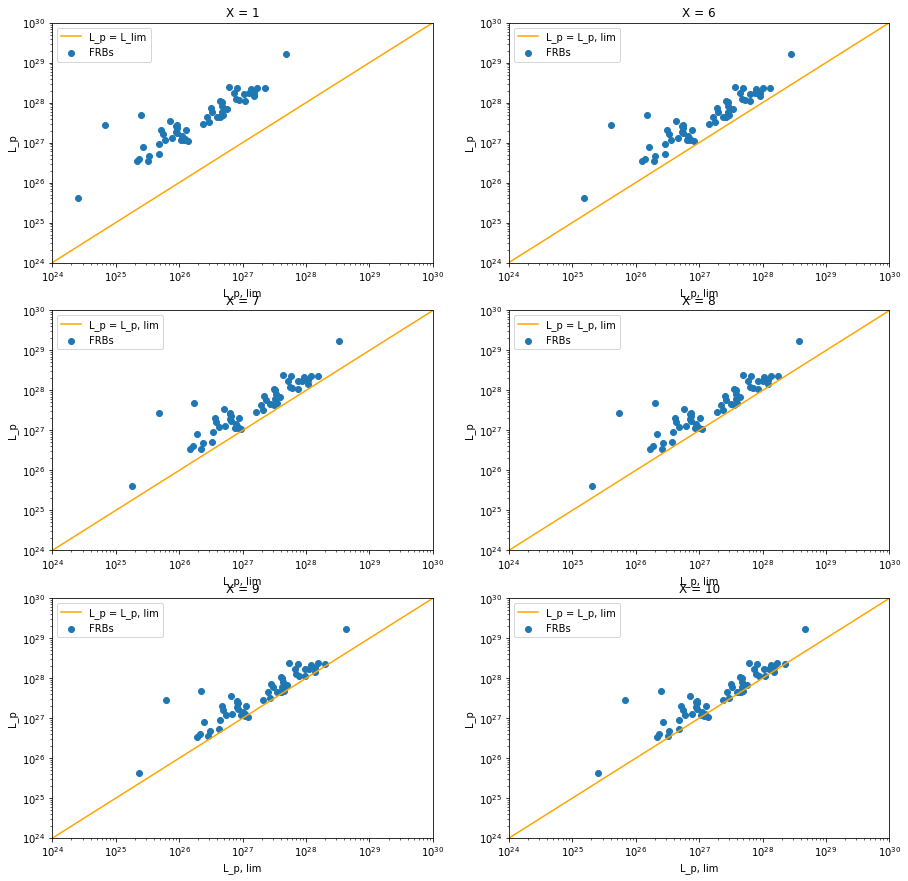 X = 1
10^30
10^29
10^28
10^27
10^26
10^25
10^24
L_p
L_p = L_lim
FRBs
10^24 10^25 10^26 10^27 10^28 10^29 10^30
L_p, lim
X = 6
10^30
10^29
10^28
10^27
10^26
10^25
10^24
L_p
L_p = L_p, lim
FRBs
10^24 10^25 10^26 10^27 10^28 10^29 10^30
L_p, lim
X = 7
10^30
10^29
10^28
10^27
10^26
10^25
10^24
L_p
L_p = L_p, lim
FRBs
10^24 10^25 10^26 10^27 10^28 10^29 10^30
L_p, lim
X = 8
10^30
10^29
10^28
10^27
10^26
10^25
10^24
L_p
L_p = L_p, lim
FRBs
10^24 10^25 10^26 10^27 10^28 10^29 10^30
L_p, lim
X = 9
10^30
10^29
10^28
10^27
10^26
10^25
10^24
L_p
L_p = L_p, lim
FRBs
10^24 10^25 10^26 10^27 10^28 10^29 10^30
L_p, lim
X = 10
10^30
10^29
10^28
10^27
10^26
10^25
10^24
L_p
L_p = L_p, lim
FRBs
10^24 10^25 10^26 10^27 10^28 10^29 10^30
L_p, lim